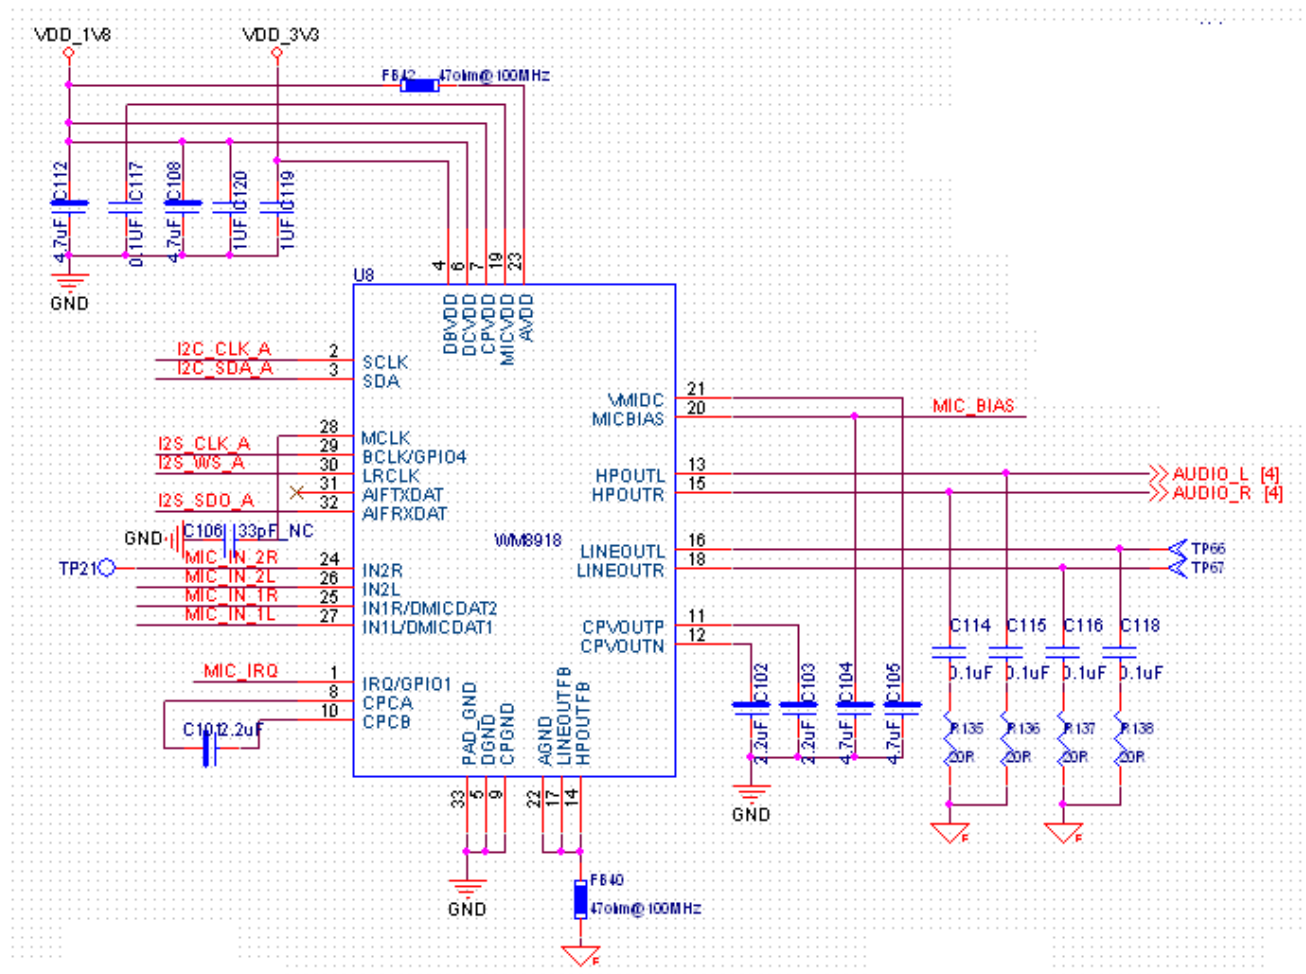 VDD_1V8
VDD_3V3
FB42 47ohm@100MHz
C112
C117
C108
C120
C119
4.7uF
0.1UF
4.7uF
1UF
1UF
GND
U8
4
6
7
19
23
DBVDD
DCVDD
CPVDD
MICVDD
AVDD
I2C_CLK_A 2 SCLK
I2C_SDA_A 3 SDA
21 VMIDC
20 MICBIAS MIC_BIAS
28 MCLK
I2S_CLK_A 29 BCLK/GPIO4
I2S_WS_A 30 LRCLK
31 AIFTXDAT
I2S_SDO_A 32 AIFRXDAT
HPOUTL 13 AUDIO_L [4]
HPOUTR 15 AUDIO_R [4]
GND C106 33pF_NC
WM8918
LINEOUTL 16 TP66
LINEOUTR 18 TP67
TP21 MIC_IN_2R 24 IN2R
MIC_IN_2L 26 IN2L
MIC_IN_1R 25 IN1R/DMICDAT2
MIC_IN_1L 27 IN1L/DMICDAT1
CPVOUTP 11
CPVOUTN 12
C114 C115 C116 C118
0.1uF 0.1uF 0.1uF 0.1uF
MIC_IRQ 1 IRQ/GPIO1
8 CPCA
10 CPCB
C101 2.2uF
C102
C103
C104
C105
2.2uF
2.2uF
4.7uF
4.7uF
R135 R136 R137 R138
20R 20R 20R 20R
PAD_GND
DGND
CPGND
AGND
LINEOUTFB
HPOUTFB
33
5
9
22
17
14
GND
FB40
47ohm@100MHz
GND